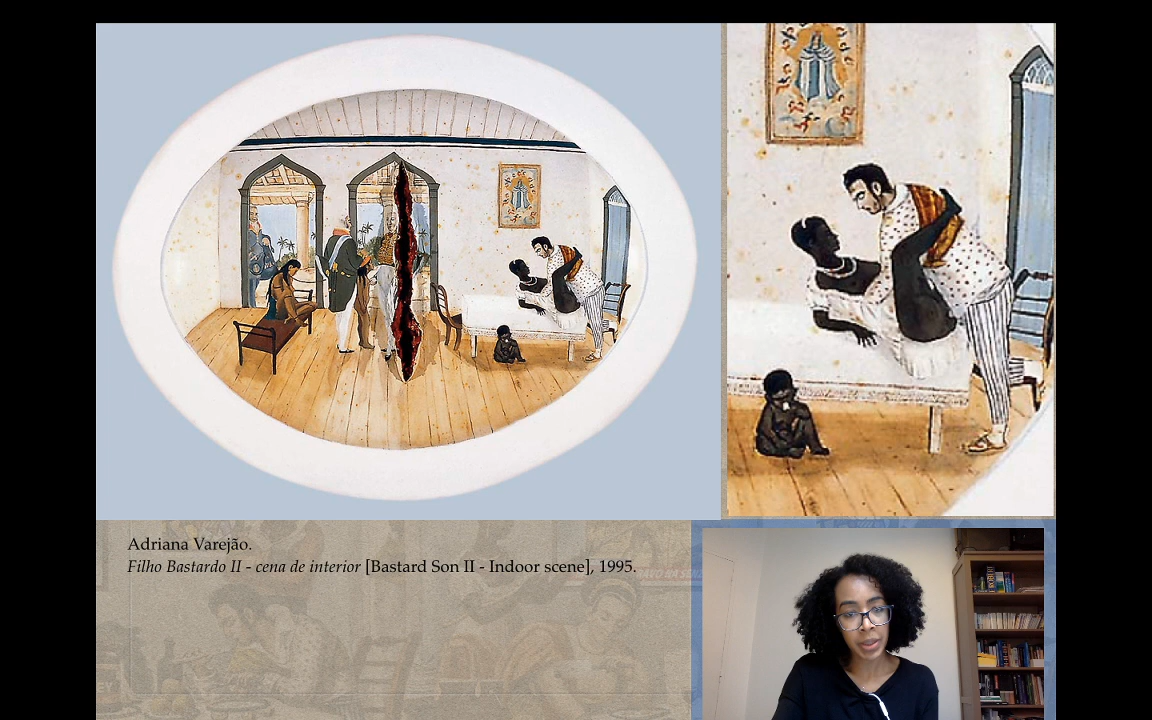 Adriana Varejão.
Filho Bastardo II - cena de interior [Bastard Son II - Indoor scene], 1995.